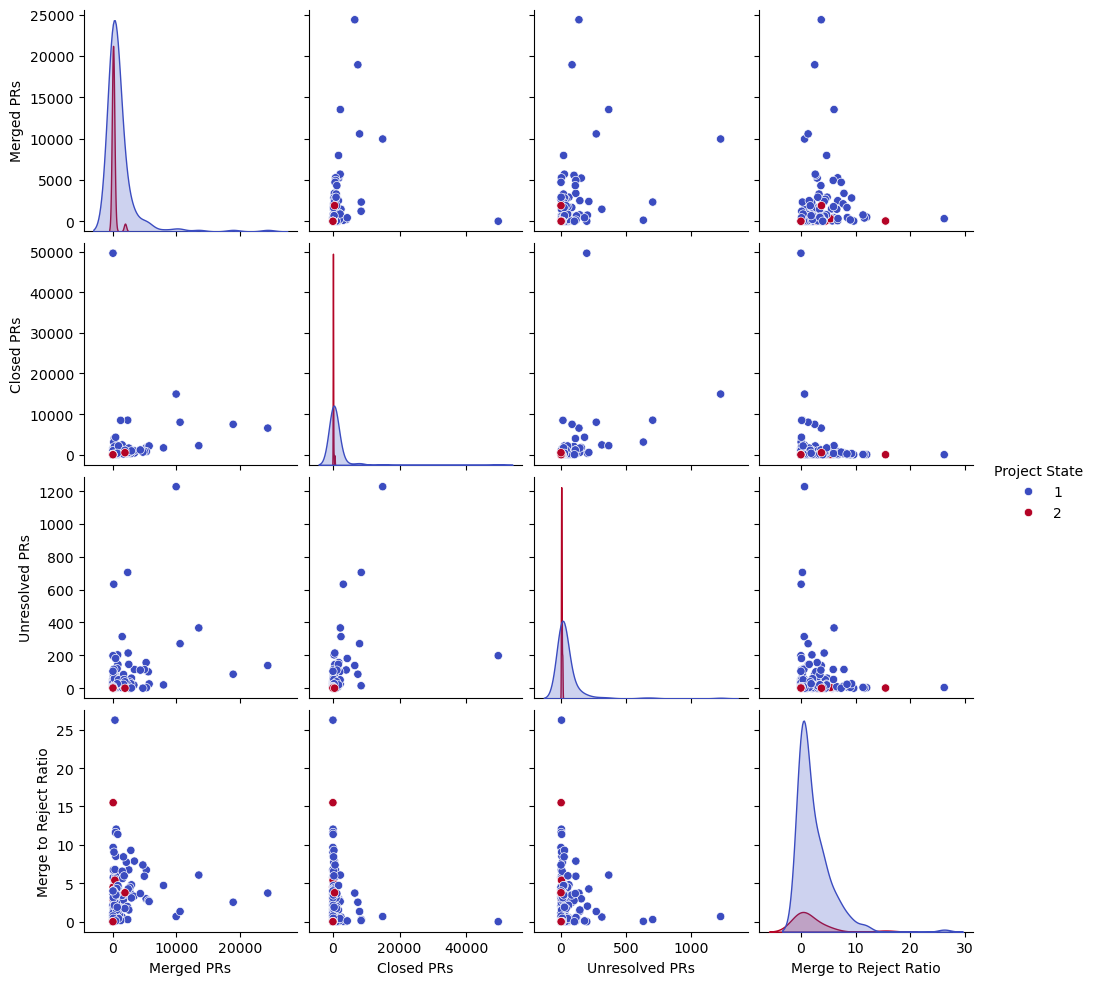 25000
20000
15000
10000
5000
0
Merged PRs
50000
40000
30000
20000
10000
0
Closed PRs
1200
1000
800
600
400
200
0
Unresolved PRs
Project State
1
2
25
20
15
10
5
0
Merge to Reject Ratio
0 10000 20000
0 20000 40000
0 500 1000
0 10 20 30
Merged PRs
Closed PRs
Unresolved PRs
Merge to Reject Ratio